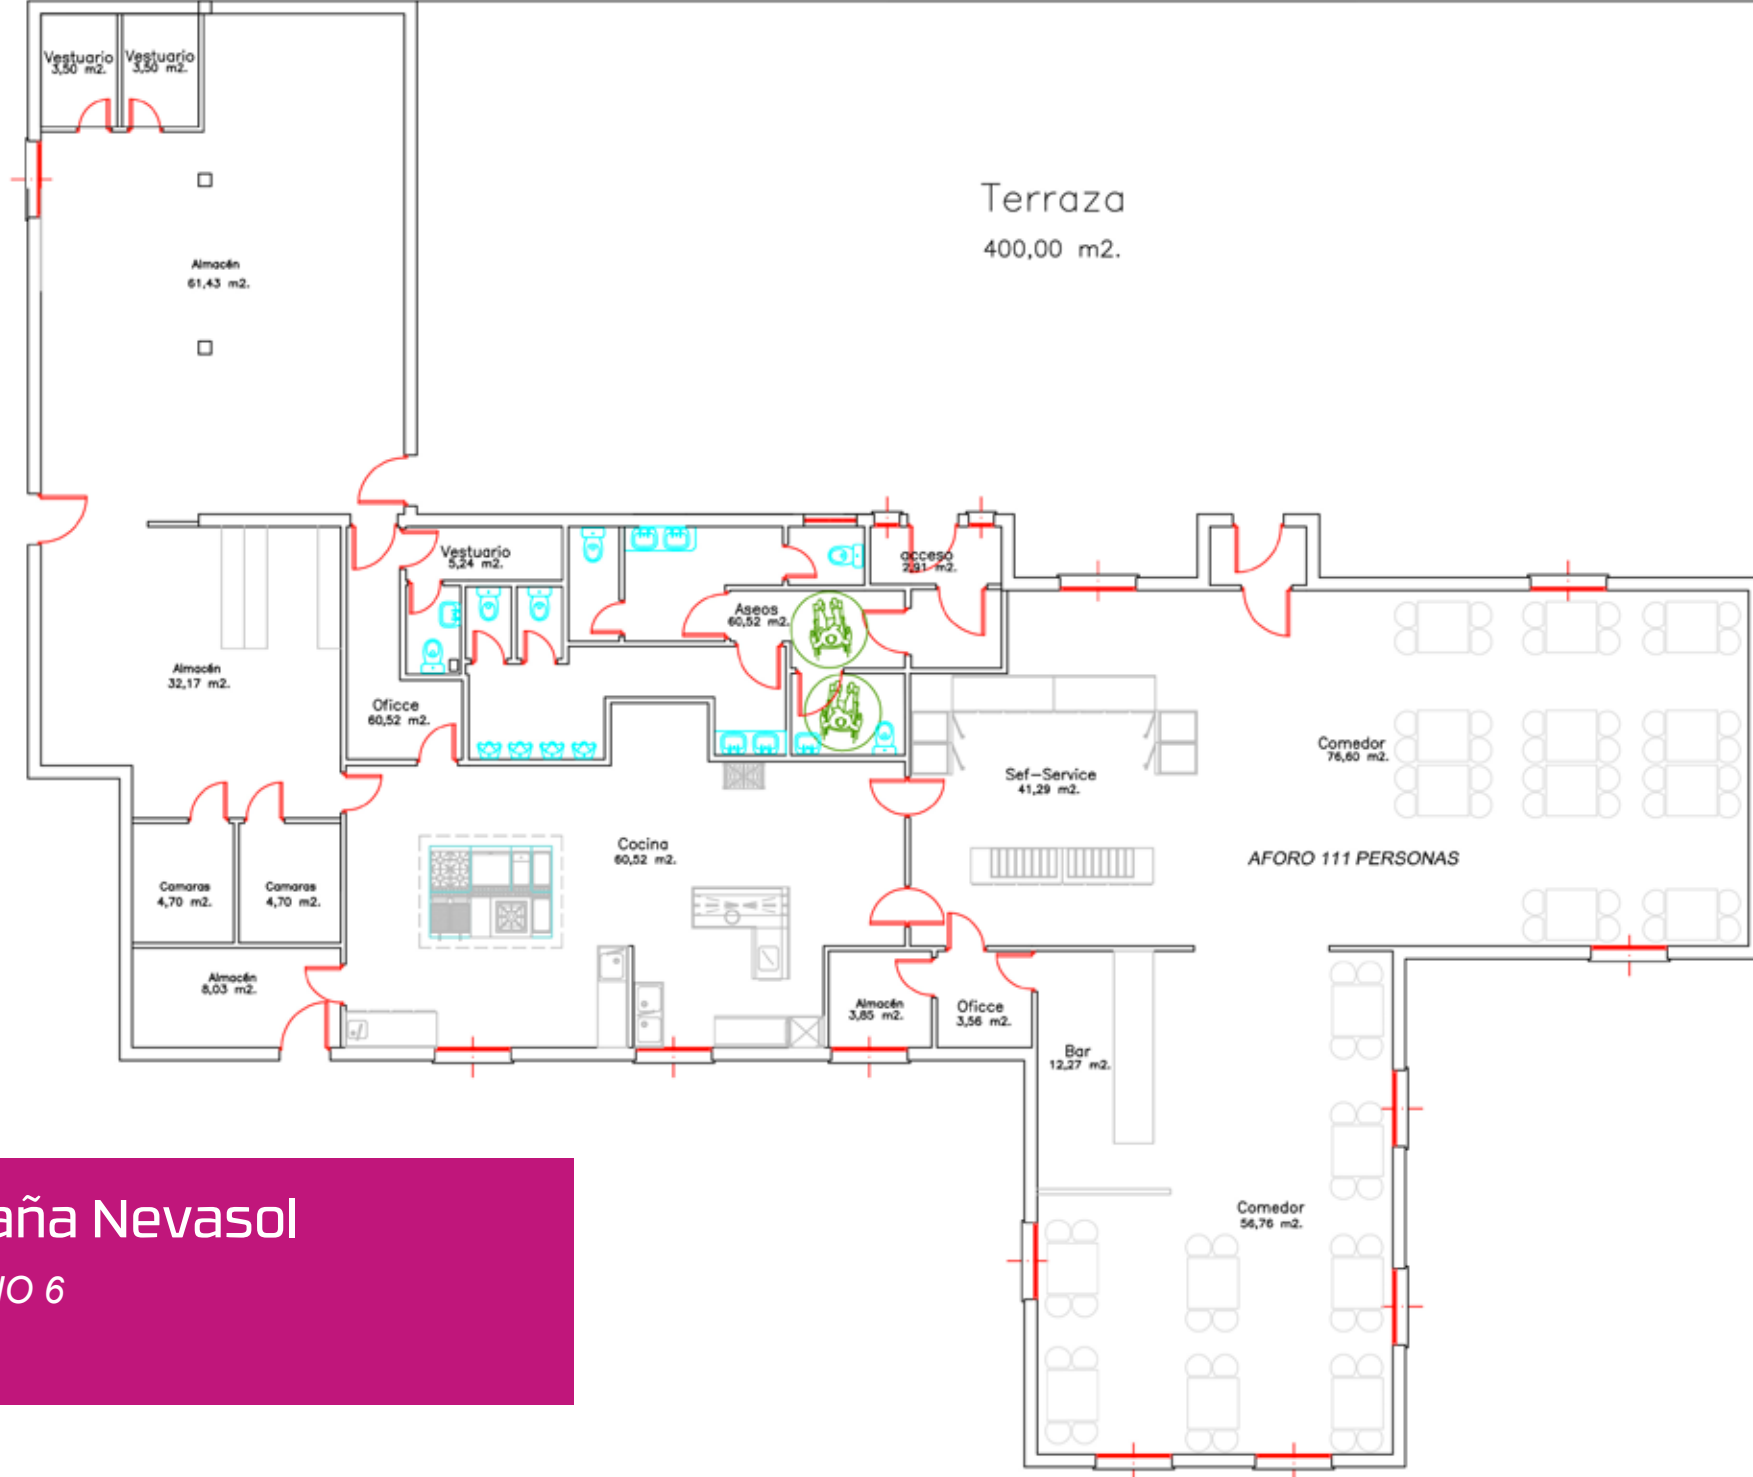 Vestuario
3,50 m2.
Vestuario
3,50 m2.
Terraza
400,00 m2.
Almacén
61,43 m2.
Vestuario
5,24 m2.
acceso
2,91 m2.
Aseos
60,52 m2.
Almacén
32,17 m2.
Oficce
60,52 m2.
Comedor
76,60 m2.
Sef-Service
41,29 m2.
Cocina
60,52 m2.
AFORO 111 PERSONAS
Camaras
4,70 m2.
Camaras
4,70 m2.
Almacén
8,03 m2.
Almacén
3,85 m2.
Oficce
3,56 m2.
Bar
12,27 m2.
Comedor
56,76 m2.
aña Nevasol
IO 6